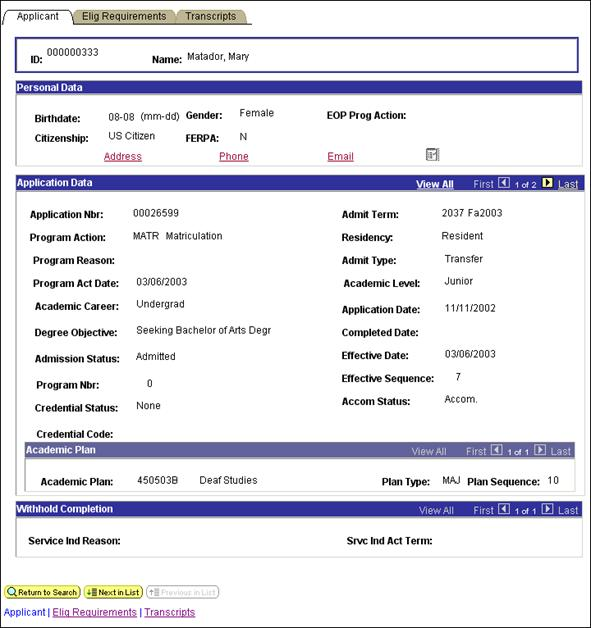 Applicant Elig Requirements Transcripts
ID: 000000333 Name: Matador, Mary
Personal Data
Birthdate: 08-08 (mm-dd) Gender: Female EOP Prog Action:
Citizenship: US Citizen FERPA: N
Address Phone Email
Application Data View All First 1 of 2 Last
Application Nbr: 00026599 Admit Term: 2037 Fa2003
Program Action: MATR Matriculation Residency: Resident
Program Reason: Admit Type: Transfer
Program Act Date: 03/06/2003 Academic Level: Junior
Academic Career: Undergrad Application Date: 11/11/2002
Degree Objective: Seeking Bachelor of Arts Degr Completed Date:
Admission Status: Admitted Effective Date: 03/06/2003
Program Nbr: 0 Effective Sequence: 7
Credential Status: None Accom Status: Accom.
Credential Code:
Academic Plan View All First 1 of 1 Last
Academic Plan: 450503B Deaf Studies Plan Type: MAJ Plan Sequence: 10
Withhold Completion View All First 1 of 1 Last
Service Ind Reason: Srvc Ind Act Term:
Return to Search Next in List Previous in List
Applicant | Elig Requirements | Transcripts